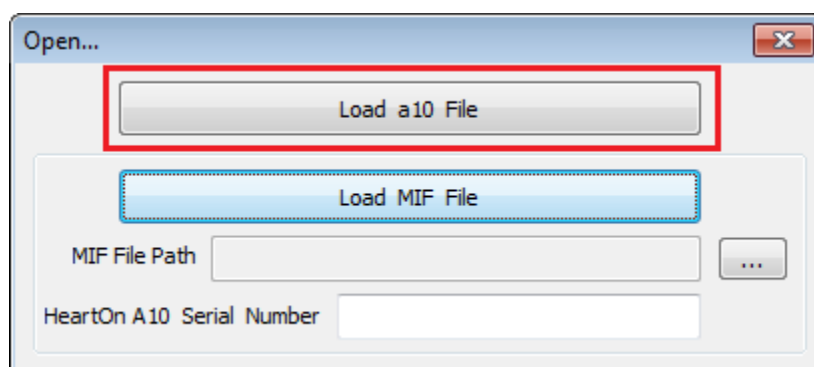 Open...
Load a10 File
Load MIF File
MIF File Path
...
HeartOn A10 Serial Number